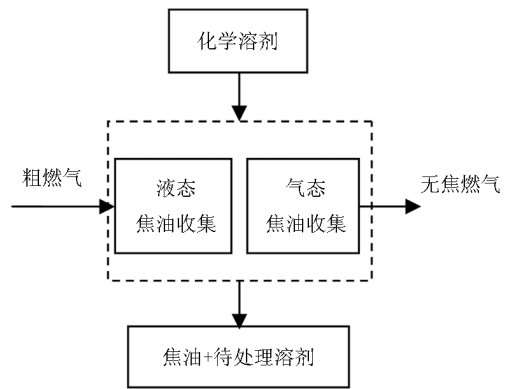 化学溶剂
粗燃气
液态
焦油收集
气态
焦油收集
无焦燃气
焦油+待处理溶剂